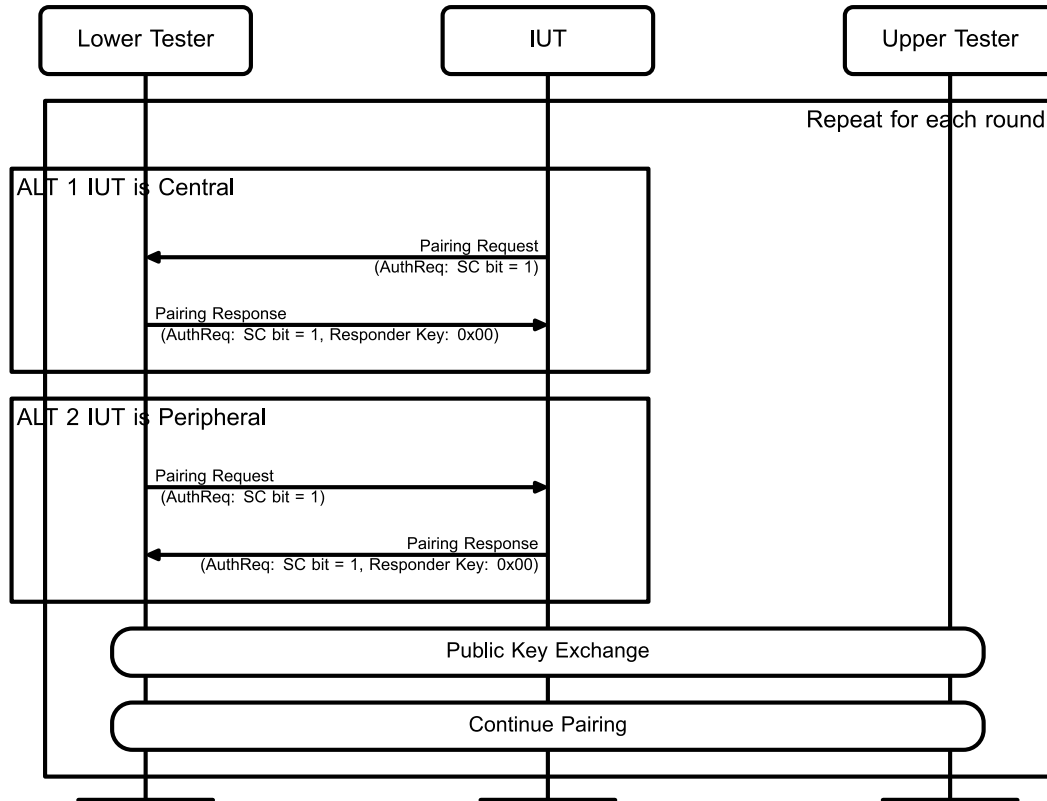 Lower Tester
IUT
Upper Tester
Repeat for each round
ALT 1 IUT is Central
Pairing Request
(AuthReq: SC bit = 1)
Pairing Response
(AuthReq: SC bit = 1, Responder Key: 0x00)
ALT 2 IUT is Peripheral
Pairing Request
(AuthReq: SC bit = 1)
Pairing Response
(AuthReq: SC bit = 1, Responder Key: 0x00)
Public Key Exchange
Continue Pairing